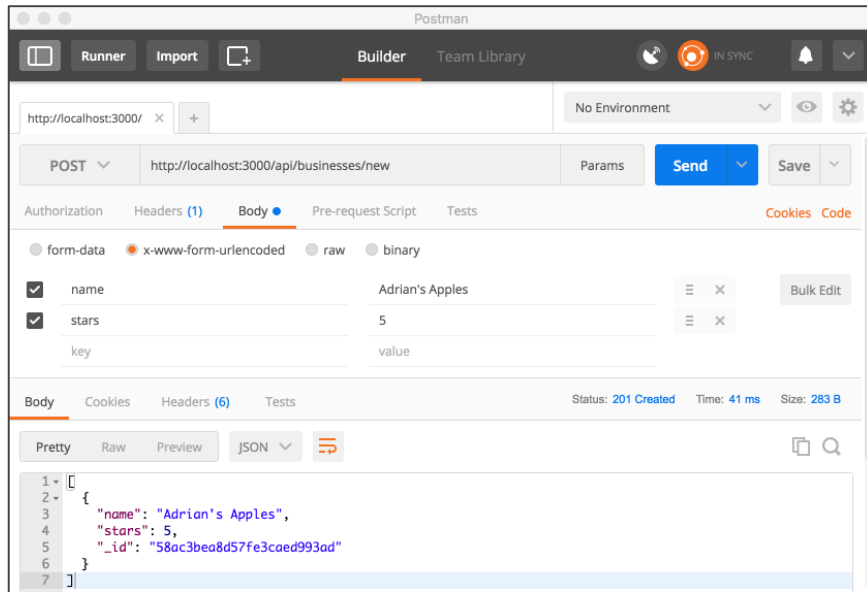 Postman
Runner Import Builder Team Library IN SYNC
http://localhost:3000/ × + No Environment
POST http://localhost:3000/api/businesses/new Params Send Save
Authorization Headers (1) Body Pre-request Script Tests Cookies Code
form-data x-www-form-urlencoded raw binary
name Adrian's Apples Bulk Edit
stars 5
key value
Body Cookies Headers (6) Tests Status: 201 Created Time: 41 ms Size: 283 B
Pretty Raw Preview JSON
1 [
2 {
3 "name": "Adrian's Apples",
4 "stars": 5,
5 "_id": "58ac3bea8d57fe3caed993ad"
6 }
7 ]